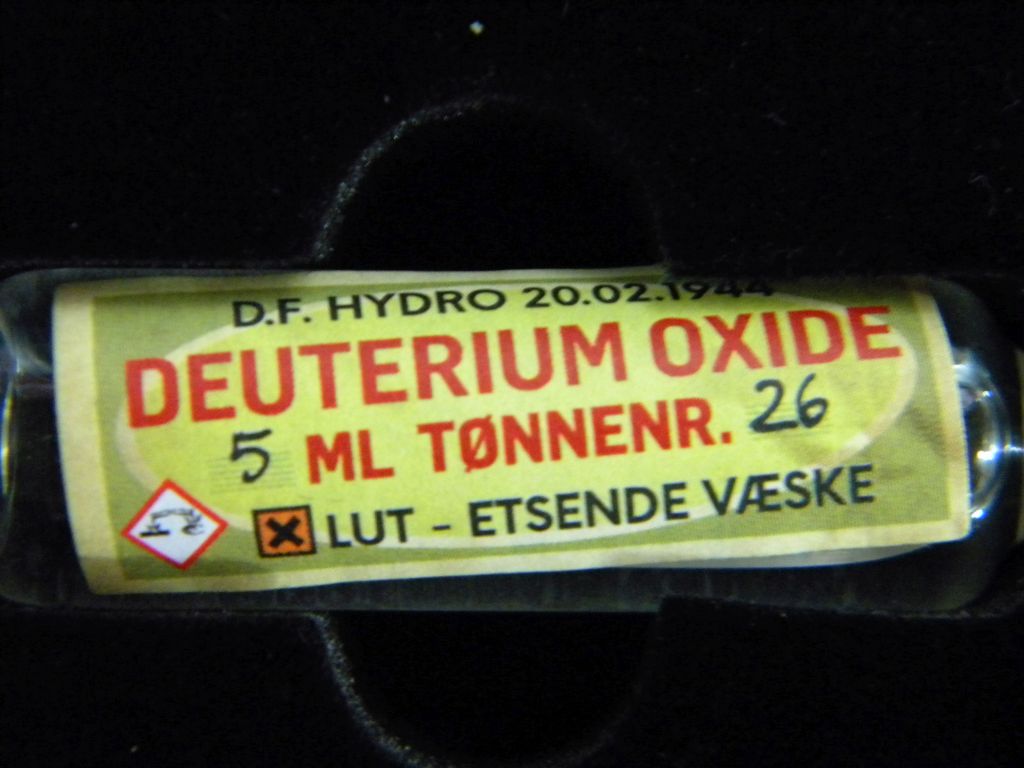 D.F. HYDRO 20.02.1944
DEUTERIUM OXIDE
5 ML TØNNENR. 26
LUT - ETSENDE VÆSKE